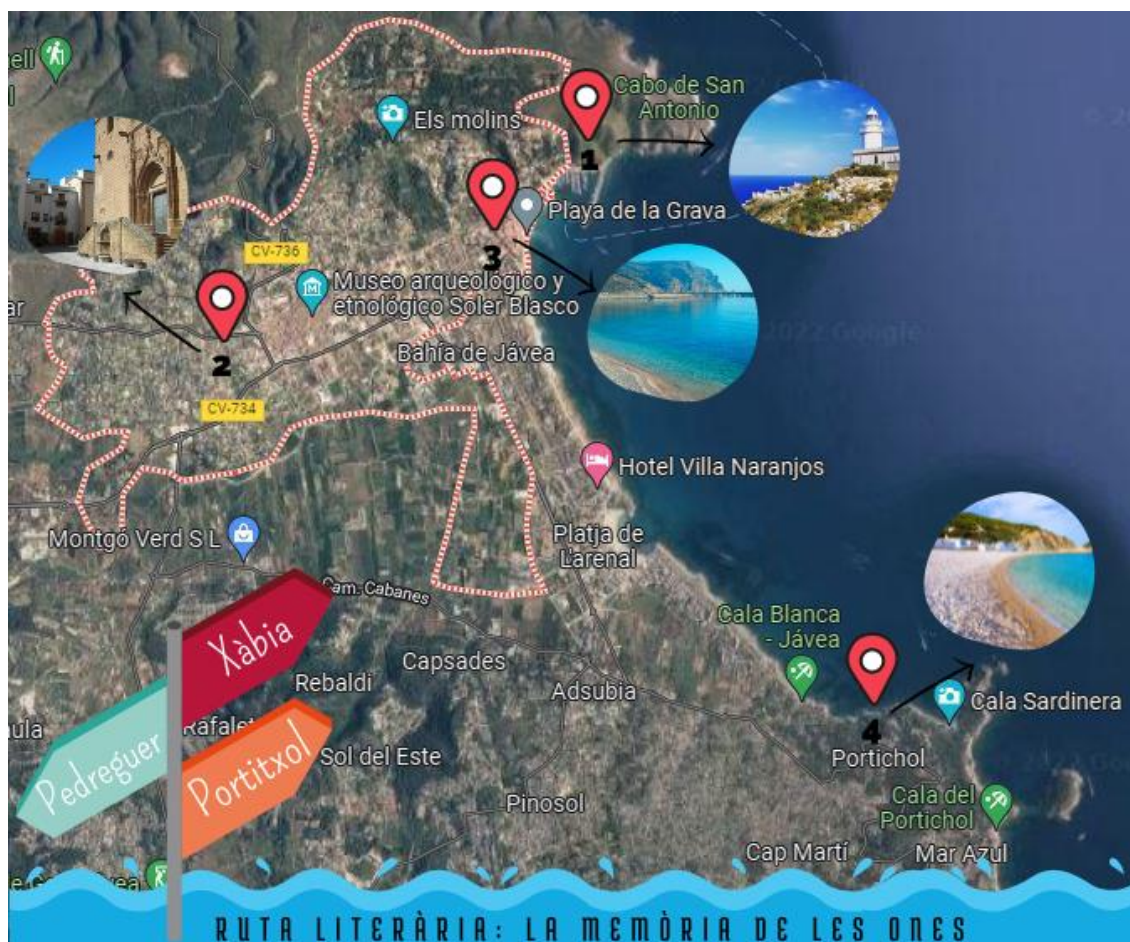 Cabo de San
Antonio
Els molins
1
Playa de la Grava
3
CV-736
Museo arqueológico y
etnológico Soler Blasco
2
Bahía de Jávea
CV-734
Hotel Villa Naranjos
Montgó Verd S L
Platja de
L'arenal
Cam. Cabanes
Cala Blanca
- Jávea
Xàbia
Capsades
Rebaldi
Adsubia
4
Cala Sardinera
Pedreguer
Rafalet
Portitxol
Sol del Este
Portichol
Pinosol
Cala del
Portichol
Cap Martí
Mar Azul
RUTA LITERÀRIA: LA MEMÒRIA DE LES ONES